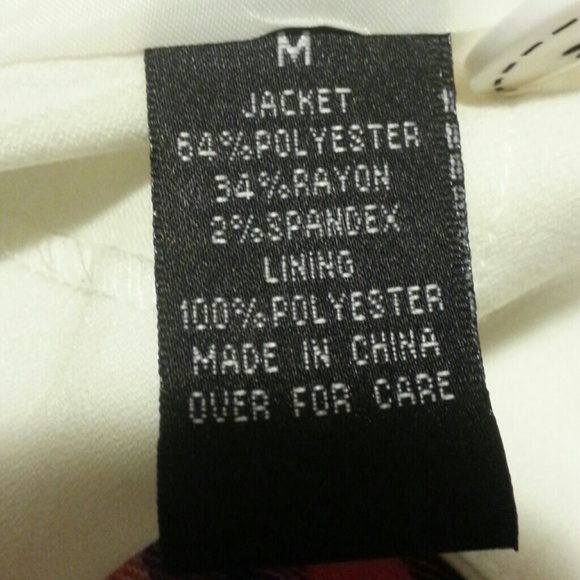 M
JACKET
64%POLYESTER
34%RAYON
2%SPANDEX
LINING
100%POLYESTER
MADE IN CHINA
OVER FOR CARE